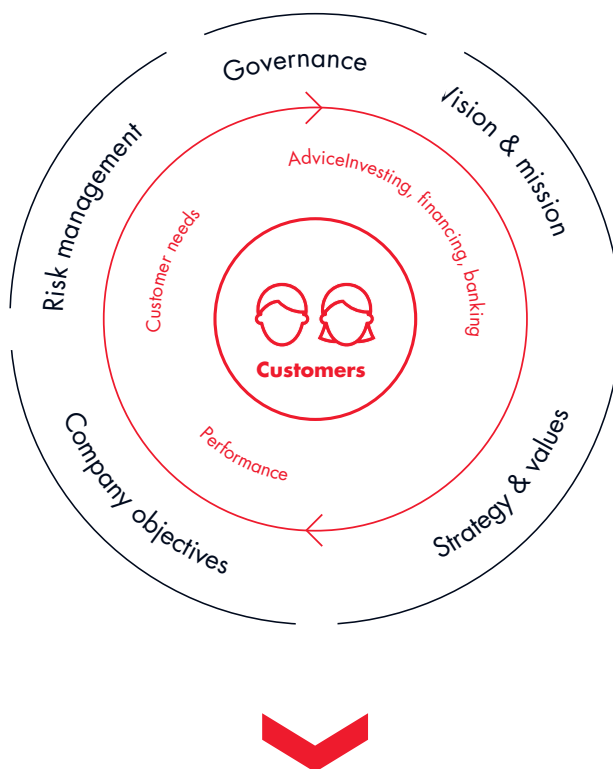 Governance
Vision & mission
Strategy & values
Company objectives
Risk management
AdviceInvesting, financing, banking
Performance
Customer needs
Customers